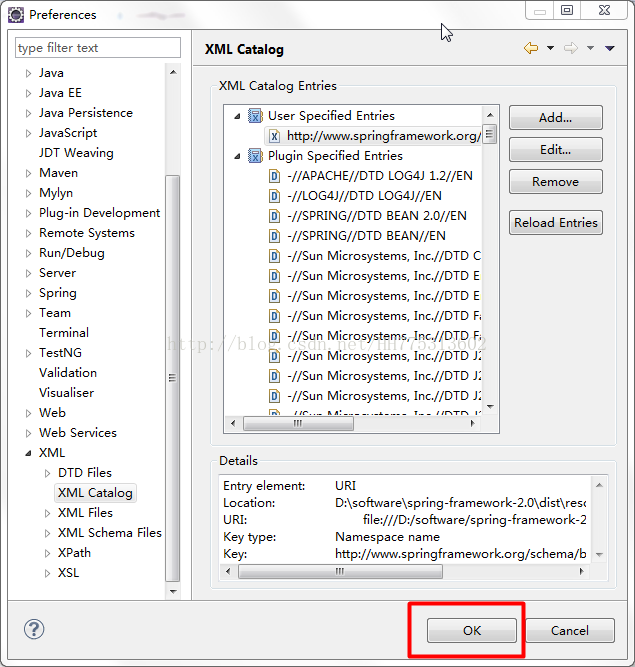 Preferences
type filter text
Java
Java EE
Java Persistence
JavaScript
JDT Weaving
Maven
Mylyn
Plug-in Development
Remote Systems
Run/Debug
Server
Spring
Team
Terminal
TestNG
Validation
Visualiser
Web
Web Services
XML
DTD Files
XML Catalog
XML Files
XML Schema Files
XPath
XSL
XML Catalog
XML Catalog Entries
User Specified Entries
http://www.springframework.org/
Plugin Specified Entries
-//APACHE//DTD LOG4J 1.2//EN
-//LOG4J//DTD LOG4J//EN
-//SPRING//DTD BEAN 2.0//EN
-//SPRING//DTD BEAN//EN
-//Sun Microsystems, Inc.//DTD C
-//Sun Microsystems, Inc.//DTD E
-//Sun Microsystems, Inc.//DTD E
-//Sun Microsystems, Inc.//DTD Fa
-//Sun Microsystems, Inc.//DTD Fa
-//Sun Microsystems, Inc.//DTD J2
-//Sun Microsystems, Inc.//DTD J2
-//Sun Microsystems, Inc.//DTD J2
-//Sun Microsystems, Inc.//DTD J2
Add...
Edit...
Remove
Reload Entries
Details
Entry element: URI
Location: D:\software\spring-framework-2.0\dist\reso
URI: file:///D:/software/spring-framework-2
Key type: Namespace name
Key: http://www.springframework.org/schema/b
OK
Cancel